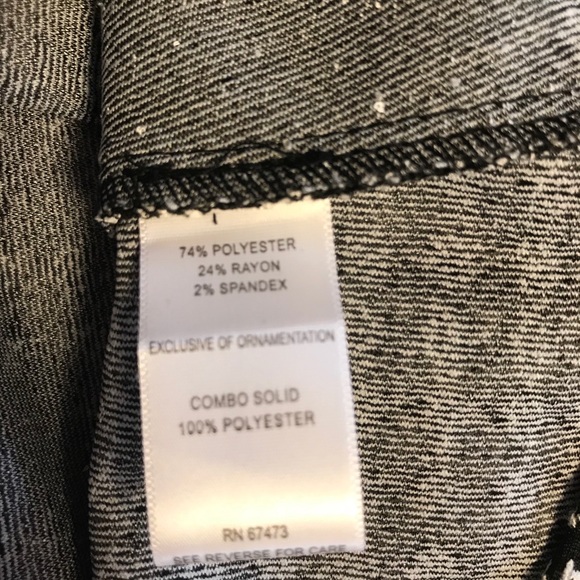 74% POLYESTER
24% RAYON
2% SPANDEX
EXCLUSIVE OF ORNAMENTATION
COMBO SOLID
100% POLYESTER
RN 67473
SEE REVERSE FOR CARE